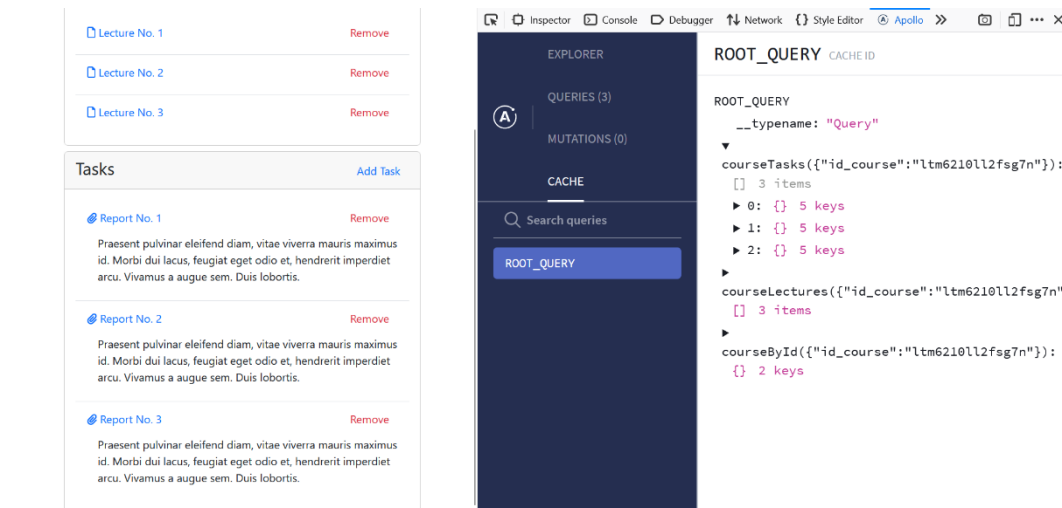 Lecture No. 1 Remove
Lecture No. 2 Remove
Lecture No. 3 Remove
Tasks Add Task
Report No. 1 Remove
Praesent pulvinar eleifend diam, vitae viverra mauris maximus
id. Morbi dui lacus, feugiat eget odio et, hendrerit imperdiet
arcu. Vivamus a augue sem. Duis lobortis.
Report No. 2 Remove
Praesent pulvinar eleifend diam, vitae viverra mauris maximus
id. Morbi dui lacus, feugiat eget odio et, hendrerit imperdiet
arcu. Vivamus a augue sem. Duis lobortis.
Report No. 3 Remove
Praesent pulvinar eleifend diam, vitae viverra mauris maximus
id. Morbi dui lacus, feugiat eget odio et, hendrerit imperdiet
arcu. Vivamus a augue sem. Duis lobortis.
Inspector Console Debugger Network {} Style Editor Apollo
EXPLORER
QUERIES (3)
A
MUTATIONS (0)
CACHE
Search queries
ROOT_QUERY
ROOT_QUERY CACHE ID
ROOT_QUERY
__typename: "Query"
courseTasks({"id_course":"ltm6210ll2fsg7n"}):
[] 3 items
0: {} 5 keys
1: {} 5 keys
2: {} 5 keys
courseLectures({"id_course":"ltm6210ll2fsg7n"
[] 3 items
courseById({"id_course":"ltm6210ll2fsg7n"}):
{} 2 keys